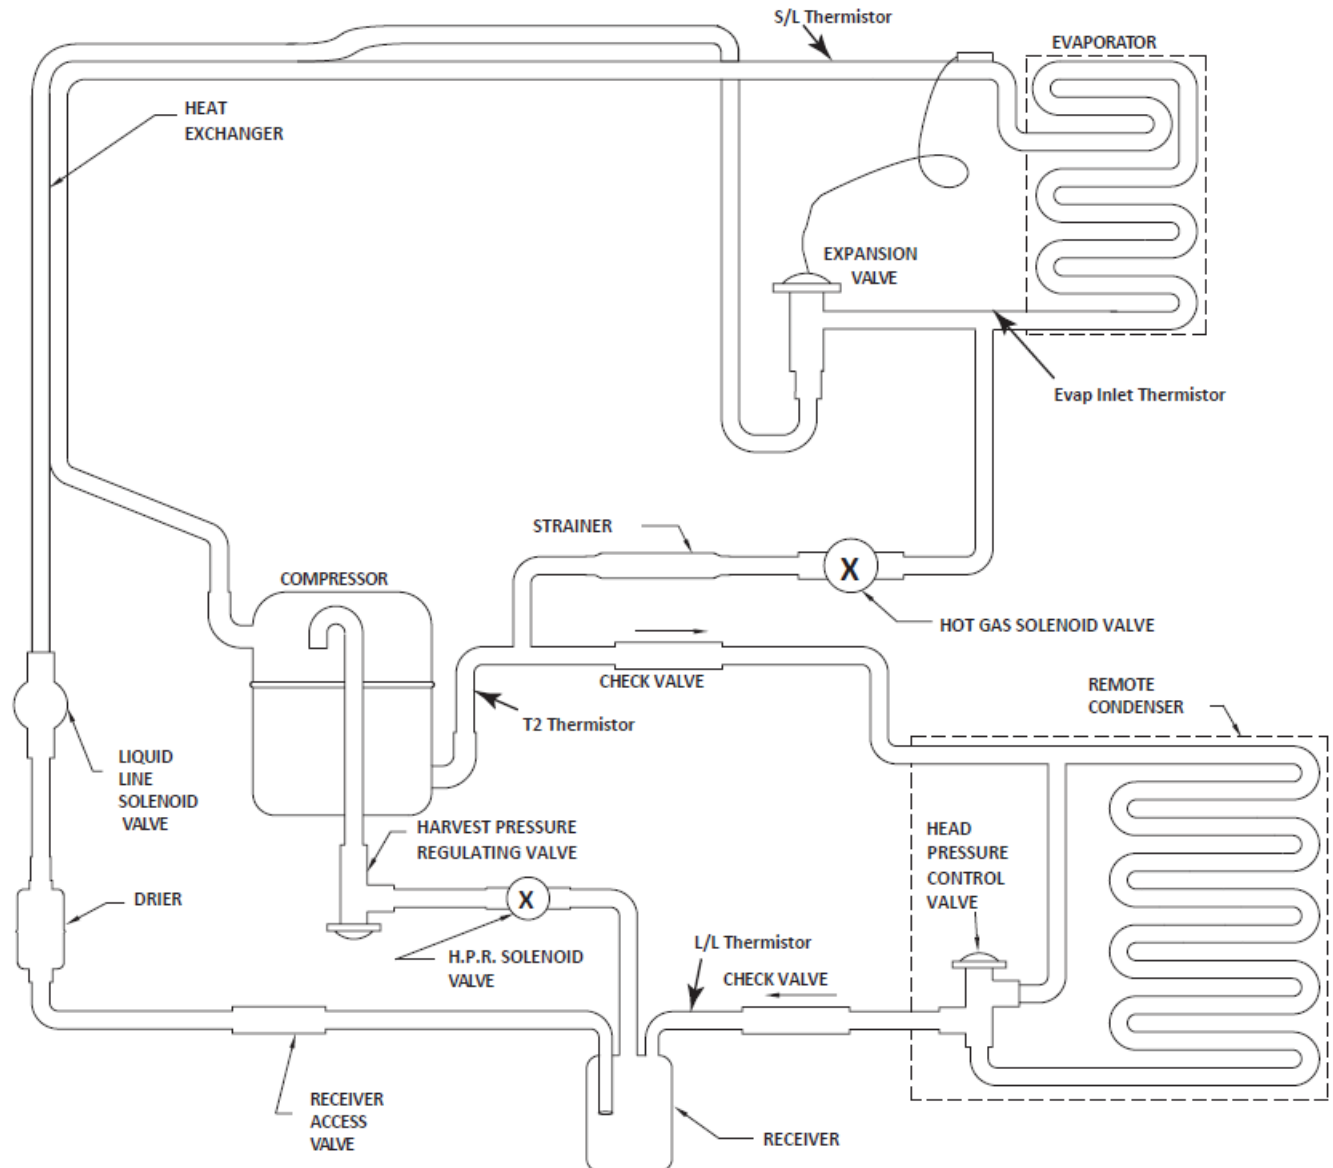 S/L Thermistor
EVAPORATOR
HEAT
EXCHANGER
EXPANSION
VALVE
Evap Inlet Thermistor
STRAINER
COMPRESSOR
X
HOT GAS SOLENOID VALVE
CHECK VALVE
REMOTE
CONDENSER
T2 Thermistor
LIQUID
LINE
SOLENOID
VALVE
HARVEST PRESSURE
REGULATING VALVE
HEAD
PRESSURE
CONTROL
VALVE
DRIER
X
H.P.R. SOLENOID
VALVE
L/L Thermistor
CHECK VALVE
RECEIVER
ACCESS
VALVE
RECEIVER